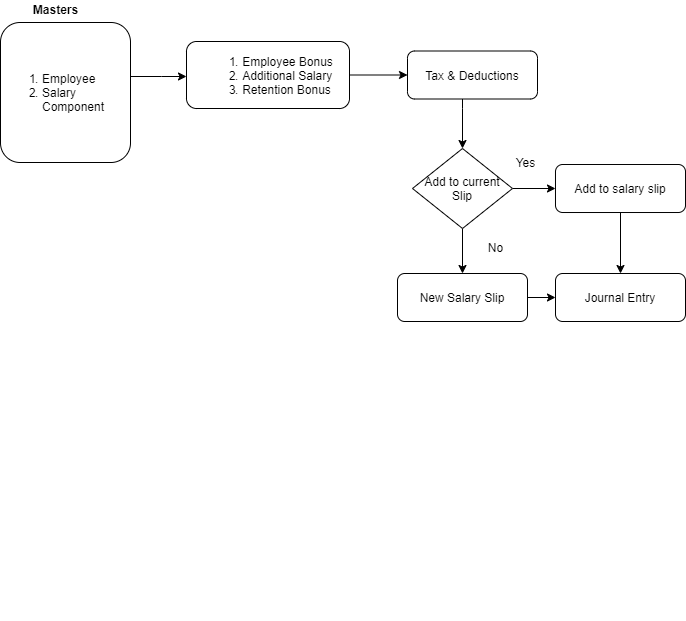 Masters
1. Employee
2. Salary
Component
1. Employee Bonus
2. Additional Salary
3. Retention Bonus
Tax & Deductions
Add to current
Slip
Yes
Add to salary slip
No
New Salary Slip
Journal Entry